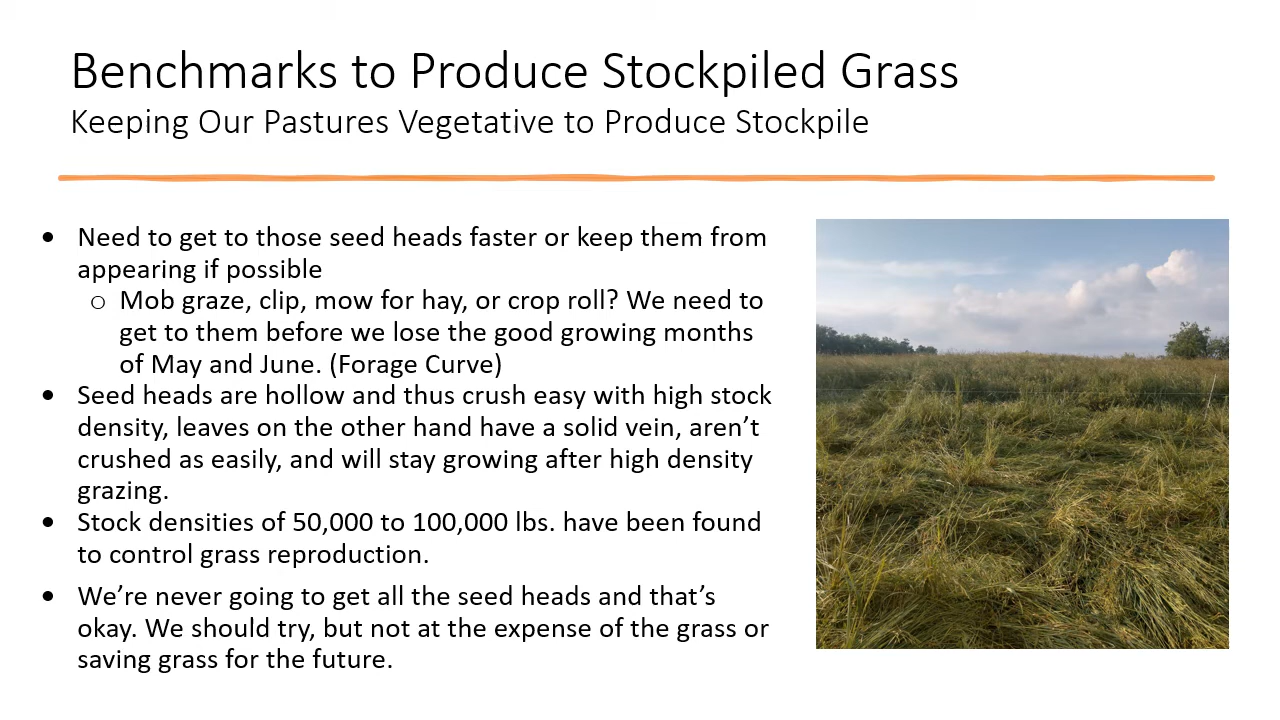 Benchmarks to Produce Stockpiled Grass
Keeping Our Pastures Vegetative to Produce Stockpile
• Need to get to those seed heads faster or keep them from
appearing if possible
○ Mob graze, clip, mow for hay, or crop roll? We need to
get to them before we lose the good growing months
of May and June. (Forage Curve)
• Seed heads are hollow and thus crush easy with high stock
density, leaves on the other hand have a solid vein, aren’t
crushed as easily, and will stay growing after high density
grazing.
• Stock densities of 50,000 to 100,000 lbs. have been found
to control grass reproduction.
• We’re never going to get all the seed heads and that’s
okay. We should try, but not at the expense of the grass or
saving grass for the future.